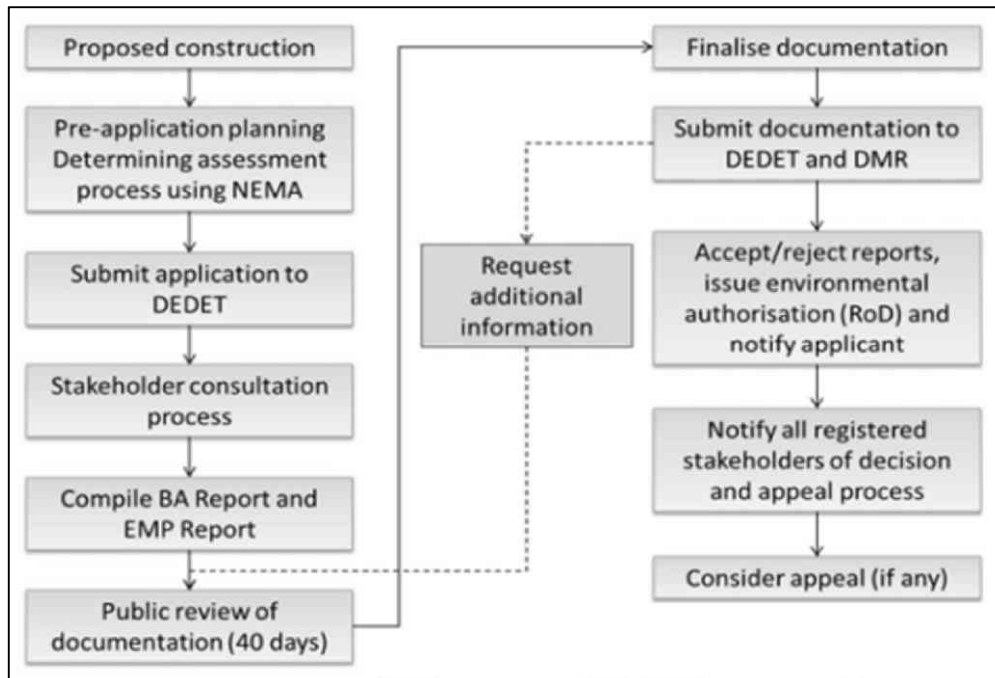 Proposed construction
Pre-application planning
Determining assessment
process using NEMA
Submit application to
DEDET
Stakeholder consultation
process
Compile BA Report and
EMP Report
Public review of
documentation (40 days)
Request
additional
information
Finalise documentation
Submit documentation to
DEDET and DMR
Accept/reject reports,
issue environmental
authorisation (RoD) and
notify applicant
Notify all registered
stakeholders of decision
and appeal process
Consider appeal (if any)